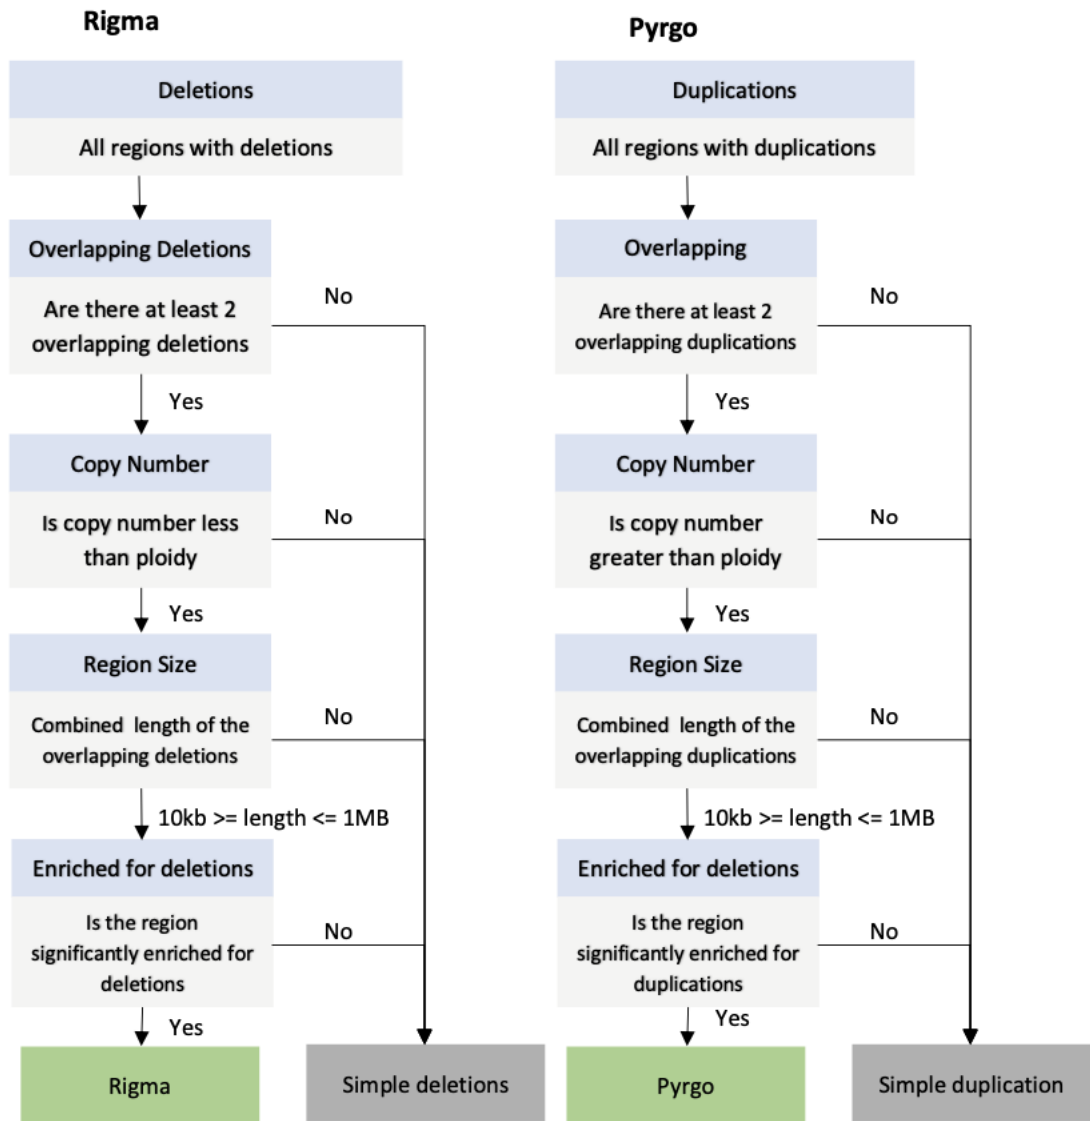 Rigma
Deletions
All regions with deletions
Overlapping Deletions
Are there at least 2
overlapping deletions
No
Yes
Copy Number
Is copy number less
than ploidy
No
Yes
Region Size
Combined length of the
overlapping deletions
No
10kb >= length <= 1MB
Enriched for deletions
Is the region
significantly enriched for
deletions
No
Yes
Rigma
Simple deletions
Pyrgo
Duplications
All regions with duplications
Overlapping
Are there at least 2
overlapping duplications
No
Yes
Copy Number
Is copy number
greater than ploidy
No
Yes
Region Size
Combined length of the
overlapping duplications
No
10kb >= length <= 1MB
Enriched for deletions
Is the region
significantly enriched for
duplications
No
Yes
Pyrgo
Simple duplication